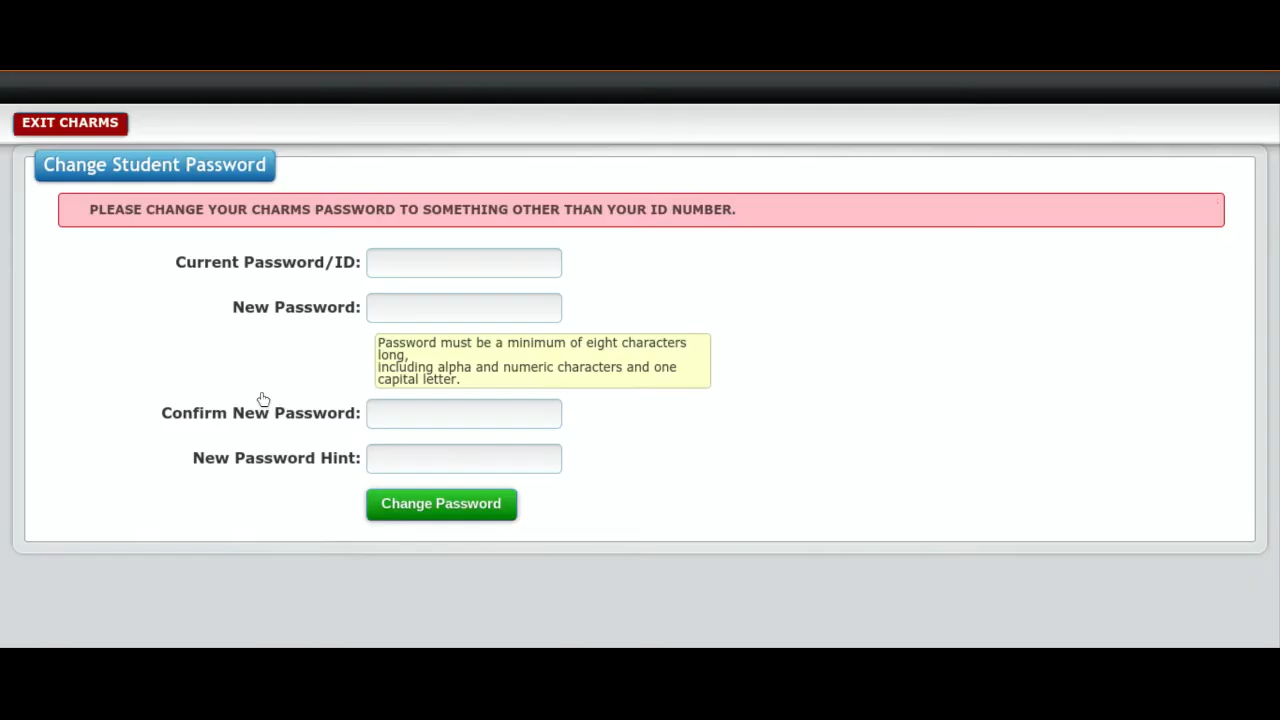 EXIT CHARMS
Change Student Password
PLEASE CHANGE YOUR CHARMS PASSWORD TO SOMETHING OTHER THAN YOUR ID NUMBER.
Current Password/ID:
New Password:
Password must be a minimum of eight characters
long,
including alpha and numeric characters and one
capital letter.
Confirm New Password:
New Password Hint:
Change Password